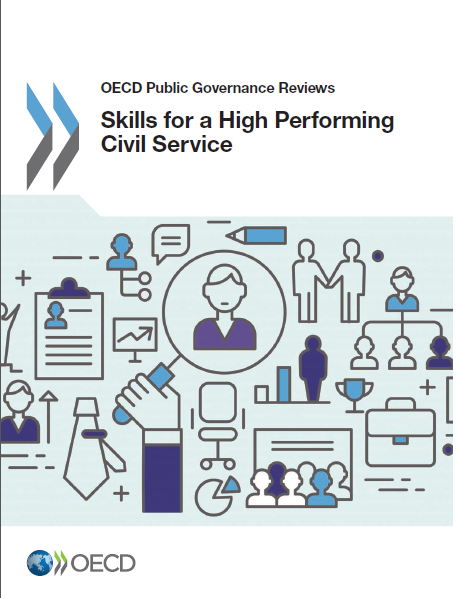 OECD Public Governance Reviews
Skills for a High Performing
Civil Service
OECD